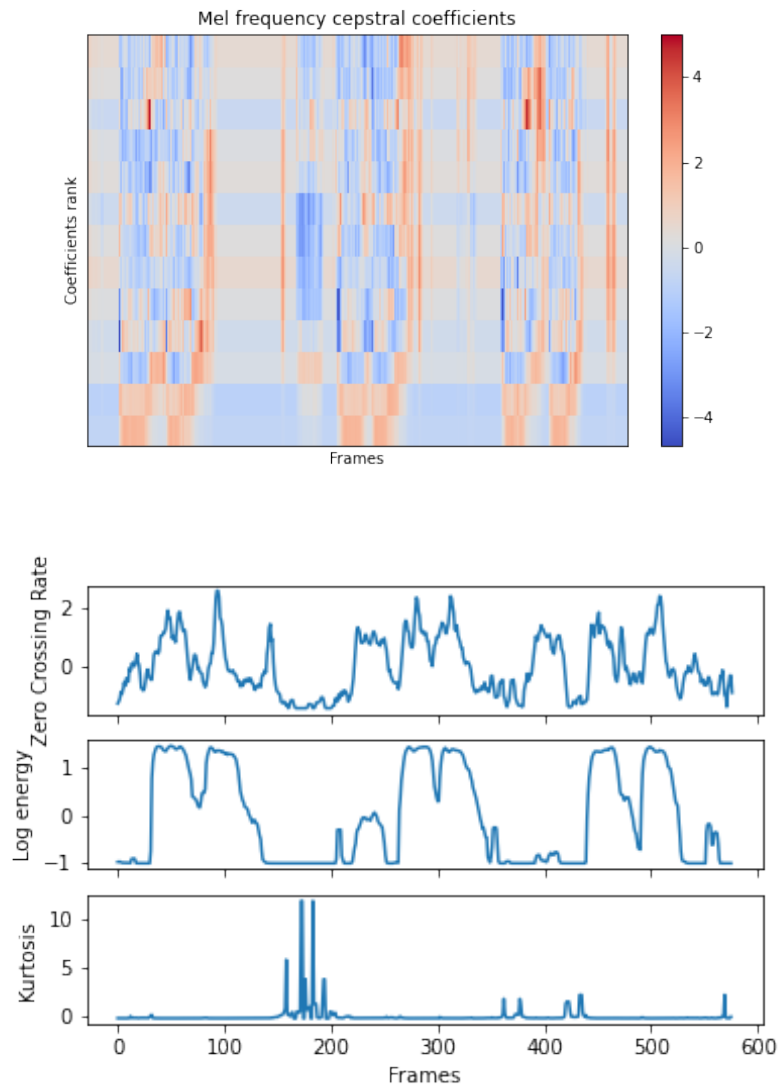 Mel frequency cepstral coefficients
Coefficients rank
4
2
0
−2
−4
Frames
Zero Crossing Rate
2
0
Log energy
1
0
−1
Kurtosis
10
5
0
0 100 200 300 400 500 600
Frames